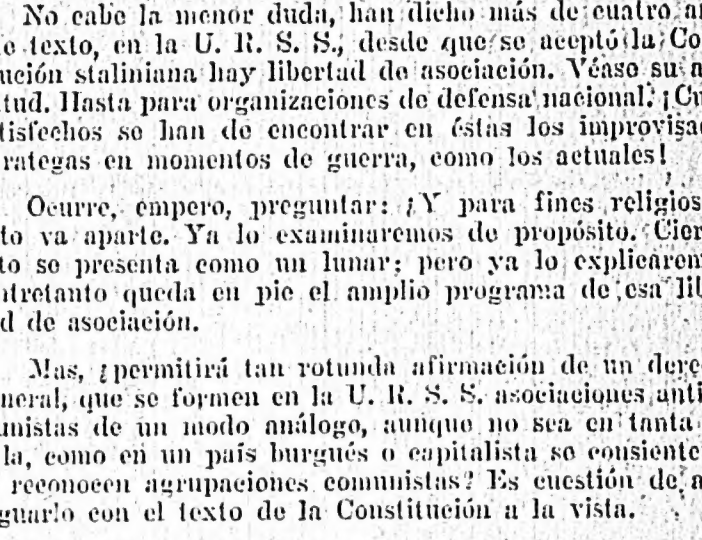 No cabe la menor duda, han dicho más de cuatro a
e texto, en la U. R. S. S., desde que se aceptó la Co
ución staliniana hay libertad de asociación. Véase su a
tud. Hasta para organizaciones de defensa nacional. ¡Cu
tisfechos se han de encontrar en éstas los improvisa
rategas en momentos de guerra, como los actuales!
Ocurre, empero, preguntar: ¿Y para fines religios
to va aparte. Ya lo examinaremos de propósito. Cier
to se presenta como un lunar; pero ya lo explicarem
ntretanto queda en pie el amplio programa de esa lib
d de asociación.
Mas, ¿permitirá tan rotunda afirmación de un dere
neral, que se formen en la U. R. S. S. asociaciones anti
unistas de un modo análogo, aunque no sea en tanta
la, como en un país burgués o capitalista se consiente
reconocen agrupaciones comunistas? Es cuestión de a
guarlo con el texto de la Constitución a la vista.